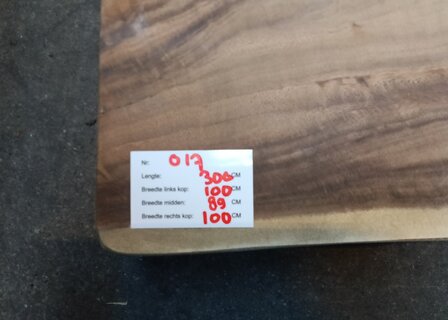 Nr: 017
Lengte: 300 CM
Breedte links kop: 100 CM
Breedte midden: 89 CM
Breedte rechts kop: 100 CM